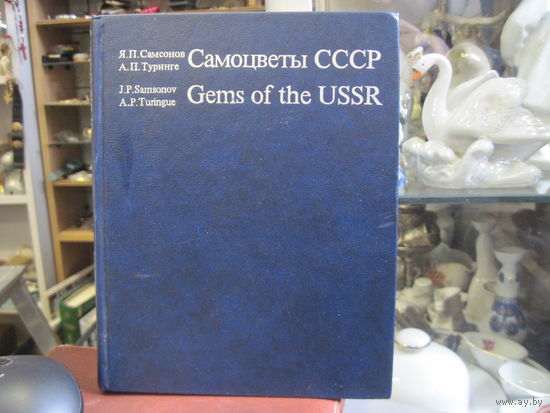 Я.П.Самсонов
А.П.Туринге
Самоцветы СССР
J.P.Samsonov
A.P.Turingue
Gems of the USSR
www.ay.by